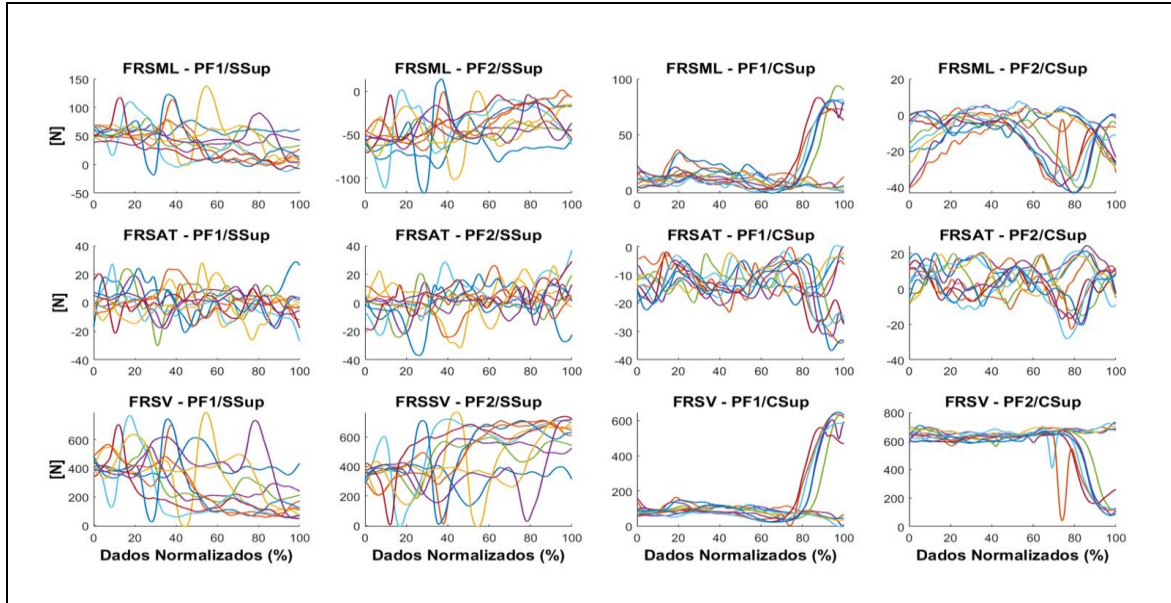 FRSML - PF1/SSup
FRSML - PF2/SSup
FRSML - PF1/CSup
FRSML - PF2/CSup
[N]
150
100
50
0
-50
0
-50
-100
100
50
0
20
0
-20
-40
0 20 40 60 80 100
0 20 40 60 80 100
0 20 40 60 80 100
0 20 40 60 80 100
FRSAT - PF1/SSup
FRSAT - PF2/SSup
FRSAT - PF1/CSup
FRSAT - PF2/CSup
40
20
0
-20
-40
40
20
0
-20
-40
0
-10
-20
-30
-40
20
0
-20
-40
0 20 40 60 80 100
0 20 40 60 80 100
0 20 40 60 80 100
0 20 40 60 80 100
FRSV - PF1/SSup
FRSSV - PF2/SSup
FRSV - PF1/CSup
FRSV - PF2/CSup
[N]
600
400
200
0
600
400
200
0
600
400
200
0
800
600
400
200
0
0 20 40 60 80 100
0 20 40 60 80 100
0 20 40 60 80 100
0 20 40 60 80 100
Dados Normalizados (%)
Dados Normalizados (%)
Dados Normalizados (%)
Dados Normalizados (%)